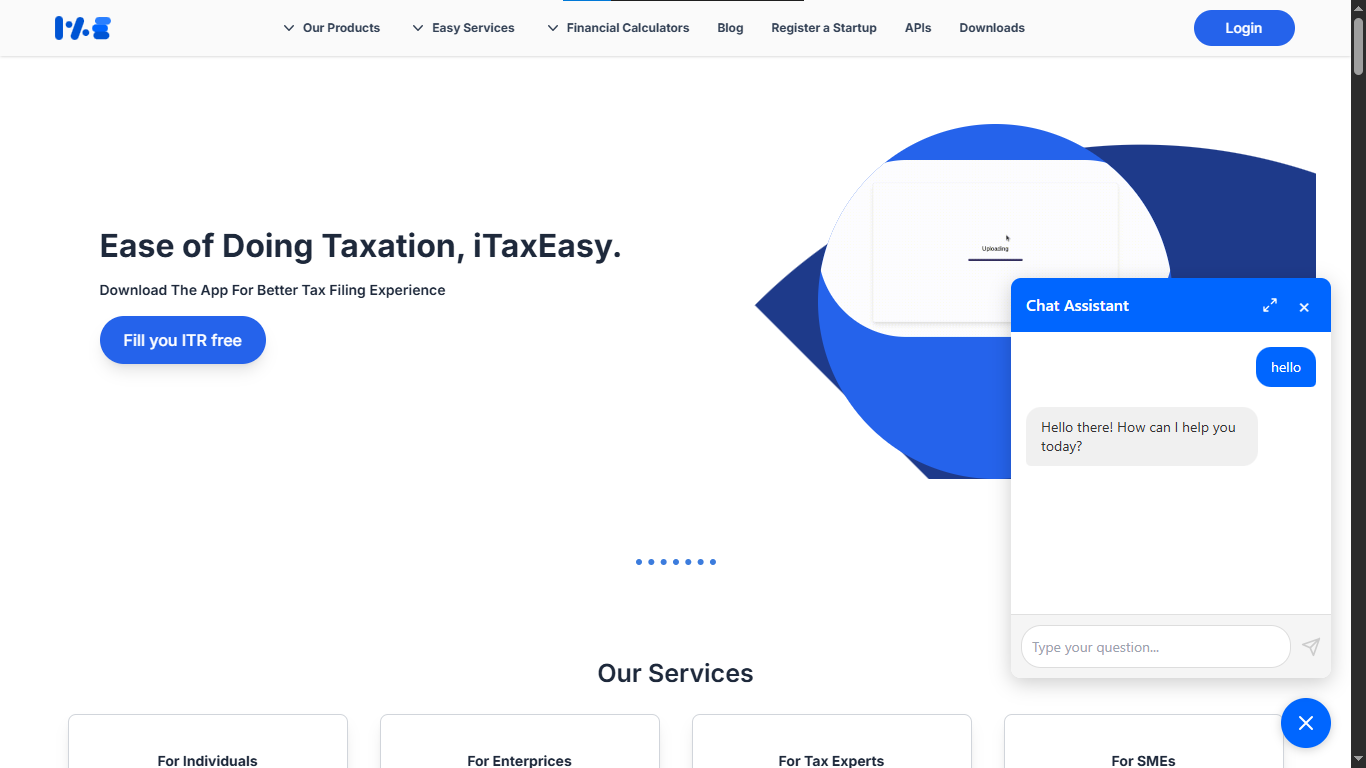 Our Products
Easy Services
Financial Calculators
Blog
Register a Startup
APIs
Downloads
Login
Ease of Doing Taxation, iTaxEasy.
Download The App For Better Tax Filing Experience
Fill you ITR free
Uploading
Chat Assistant
hello
Hello there! How can I help you
today?
Type your question...
Our Services
For Individuals
For Enterprices
For Tax Experts
For SMEs